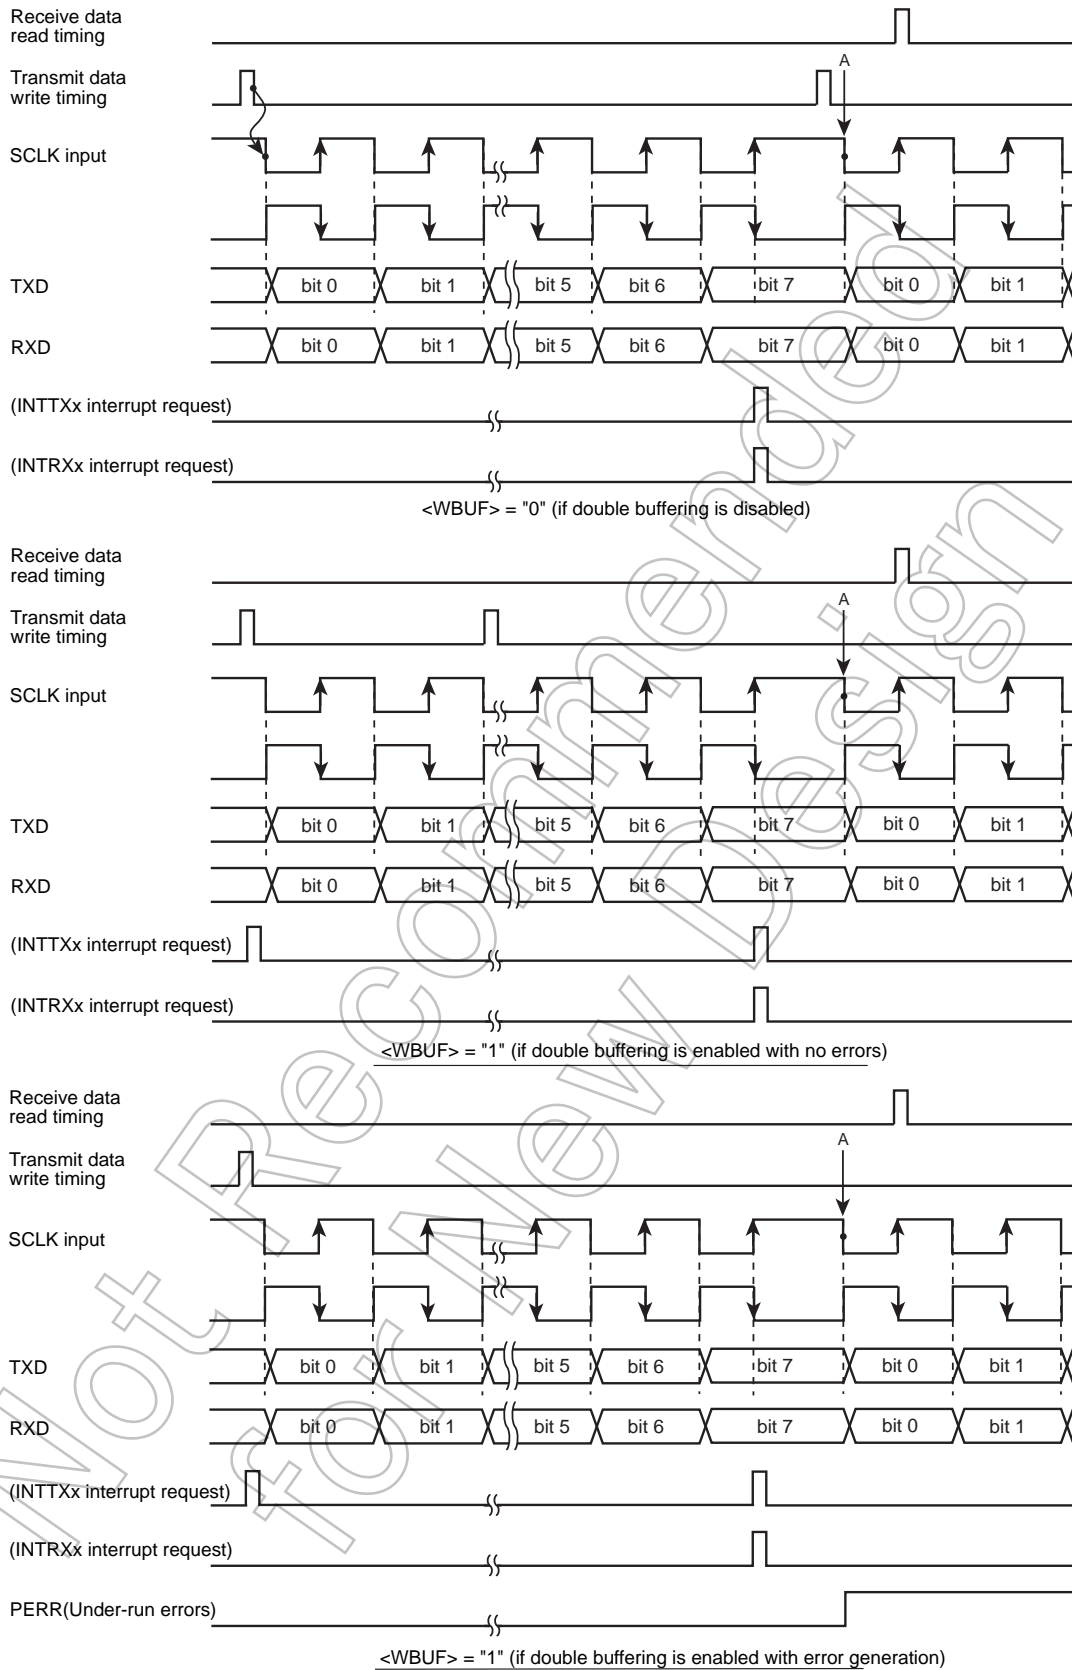 Receive data
read timing
Transmit data
write timing
A
SCLK input
TXD bit 0 bit 1 bit 5 bit 6 bit 7 bit 0 bit 1
RXD bit 0 bit 1 bit 5 bit 6 bit 7 bit 0 bit 1
(INTTXx interrupt request)
(INTRXx interrupt request)
<WBUF> = "0" (if double buffering is disabled)
Receive data
read timing
Transmit data
write timing
A
SCLK input
TXD bit 0 bit 1 bit 5 bit 6 bit 7 bit 0 bit 1
RXD bit 0 bit 1 bit 5 bit 6 bit 7 bit 0 bit 1
(INTTXx interrupt request)
(INTRXx interrupt request)
<WBUF> = "1" (if double buffering is enabled with no errors)
Receive data
read timing
Transmit data
write timing
A
SCLK input
TXD bit 0 bit 1 bit 5 bit 6 bit 7 bit 0 bit 1
RXD bit 0 bit 1 bit 5 bit 6 bit 7 bit 0 bit 1
(INTTXx interrupt request)
(INTRXx interrupt request)
PERR(Under-run errors)
<WBUF> = "1" (if double buffering is enabled with error generation)
Not Recommended
for New Design